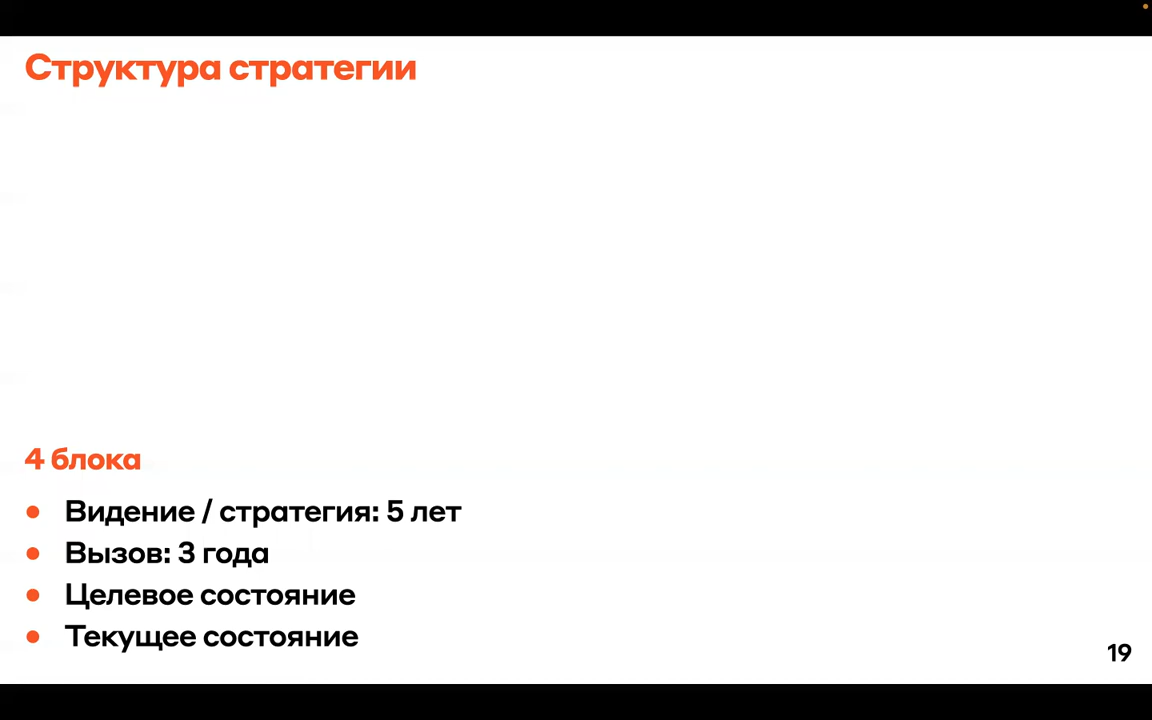 Структура стратегии
4 блока
● Видение / стратегия: 5 лет
● Вызов: 3 года
● Целевое состояние
● Текущее состояние
19